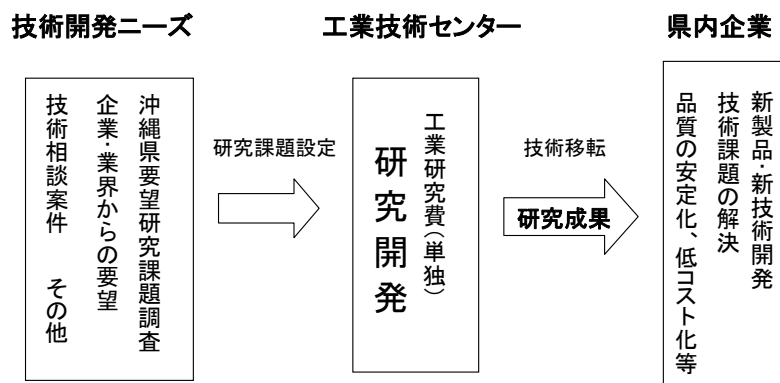 技術開発ニーズ
沖縄県要望研究課題調査
企業・業界からの要望
技術相談案件　その他
研究課題設定
工業技術センター
工業研究費（単独）
研究開発
技術移転
研究成果
県内企業
新製品・新技術開発
技術課題の解決
品質の安定化、低コスト化等